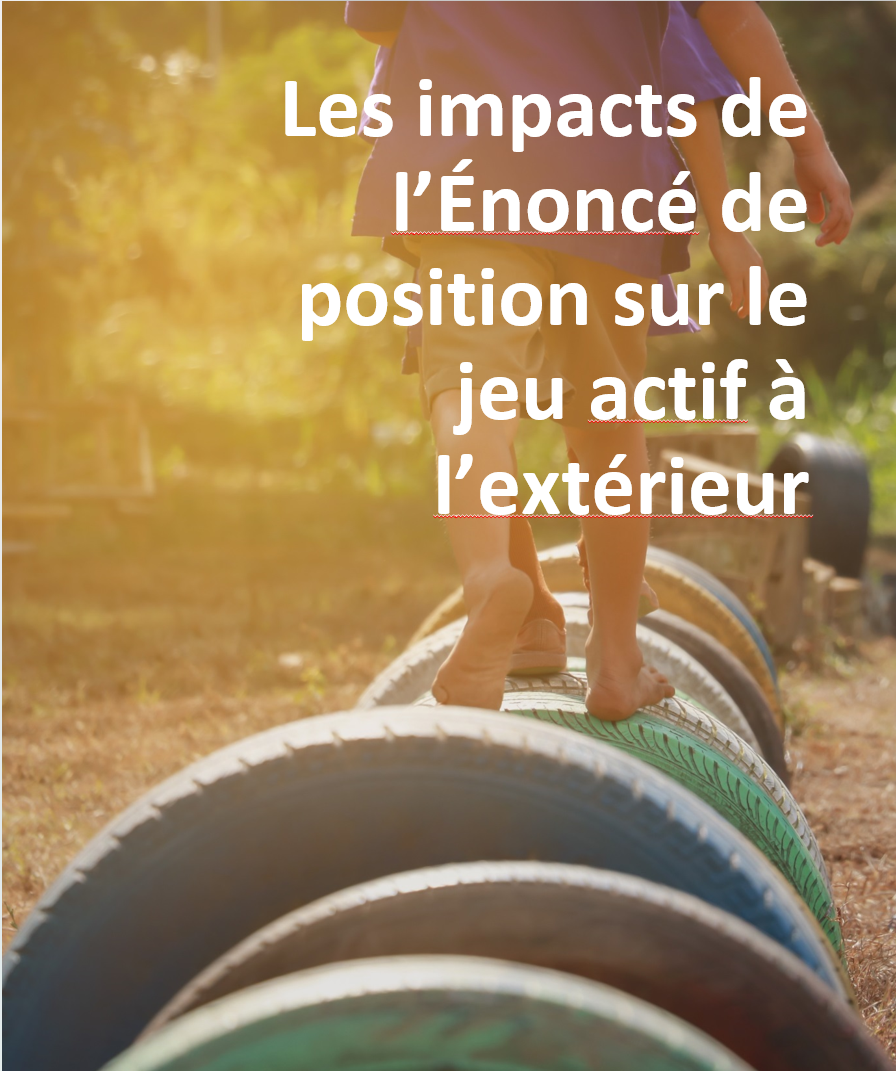 Les impacts de
l’Énoncé de
position sur le
jeu actif à
l’extérieur